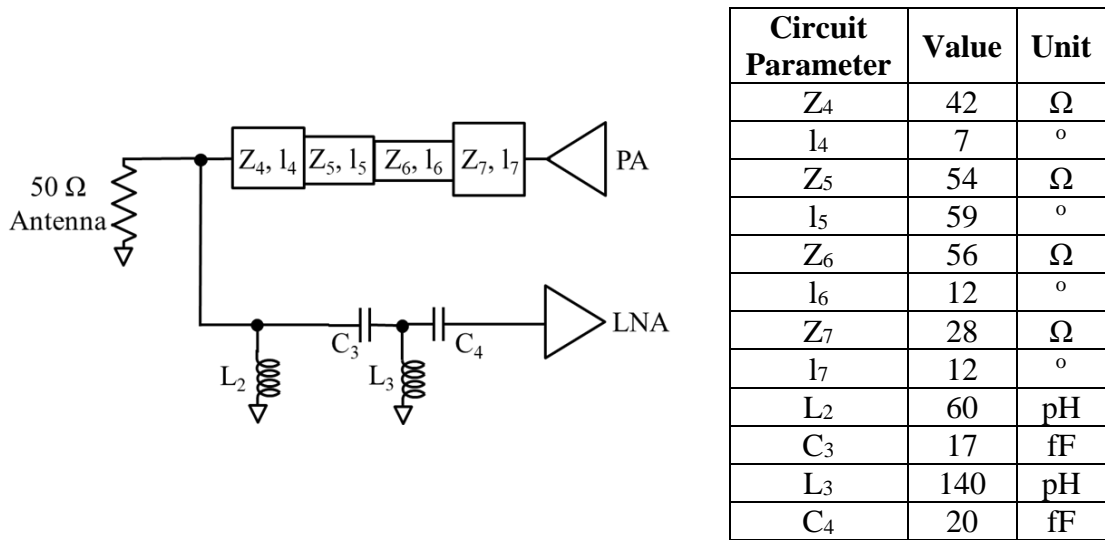 Z4, l4 Z5, l5 Z6, l6 Z7, l7
PA
50 Ω
Antenna
LNA
C3 C4
L2 L3
Circuit Parameter Value Unit
Z4 42 Ω
l4 7 o
Z5 54 Ω
l5 59 o
Z6 56 Ω
l6 12 o
Z7 28 Ω
l7 12 o
L2 60 pH
C3 17 fF
L3 140 pH
C4 20 fF